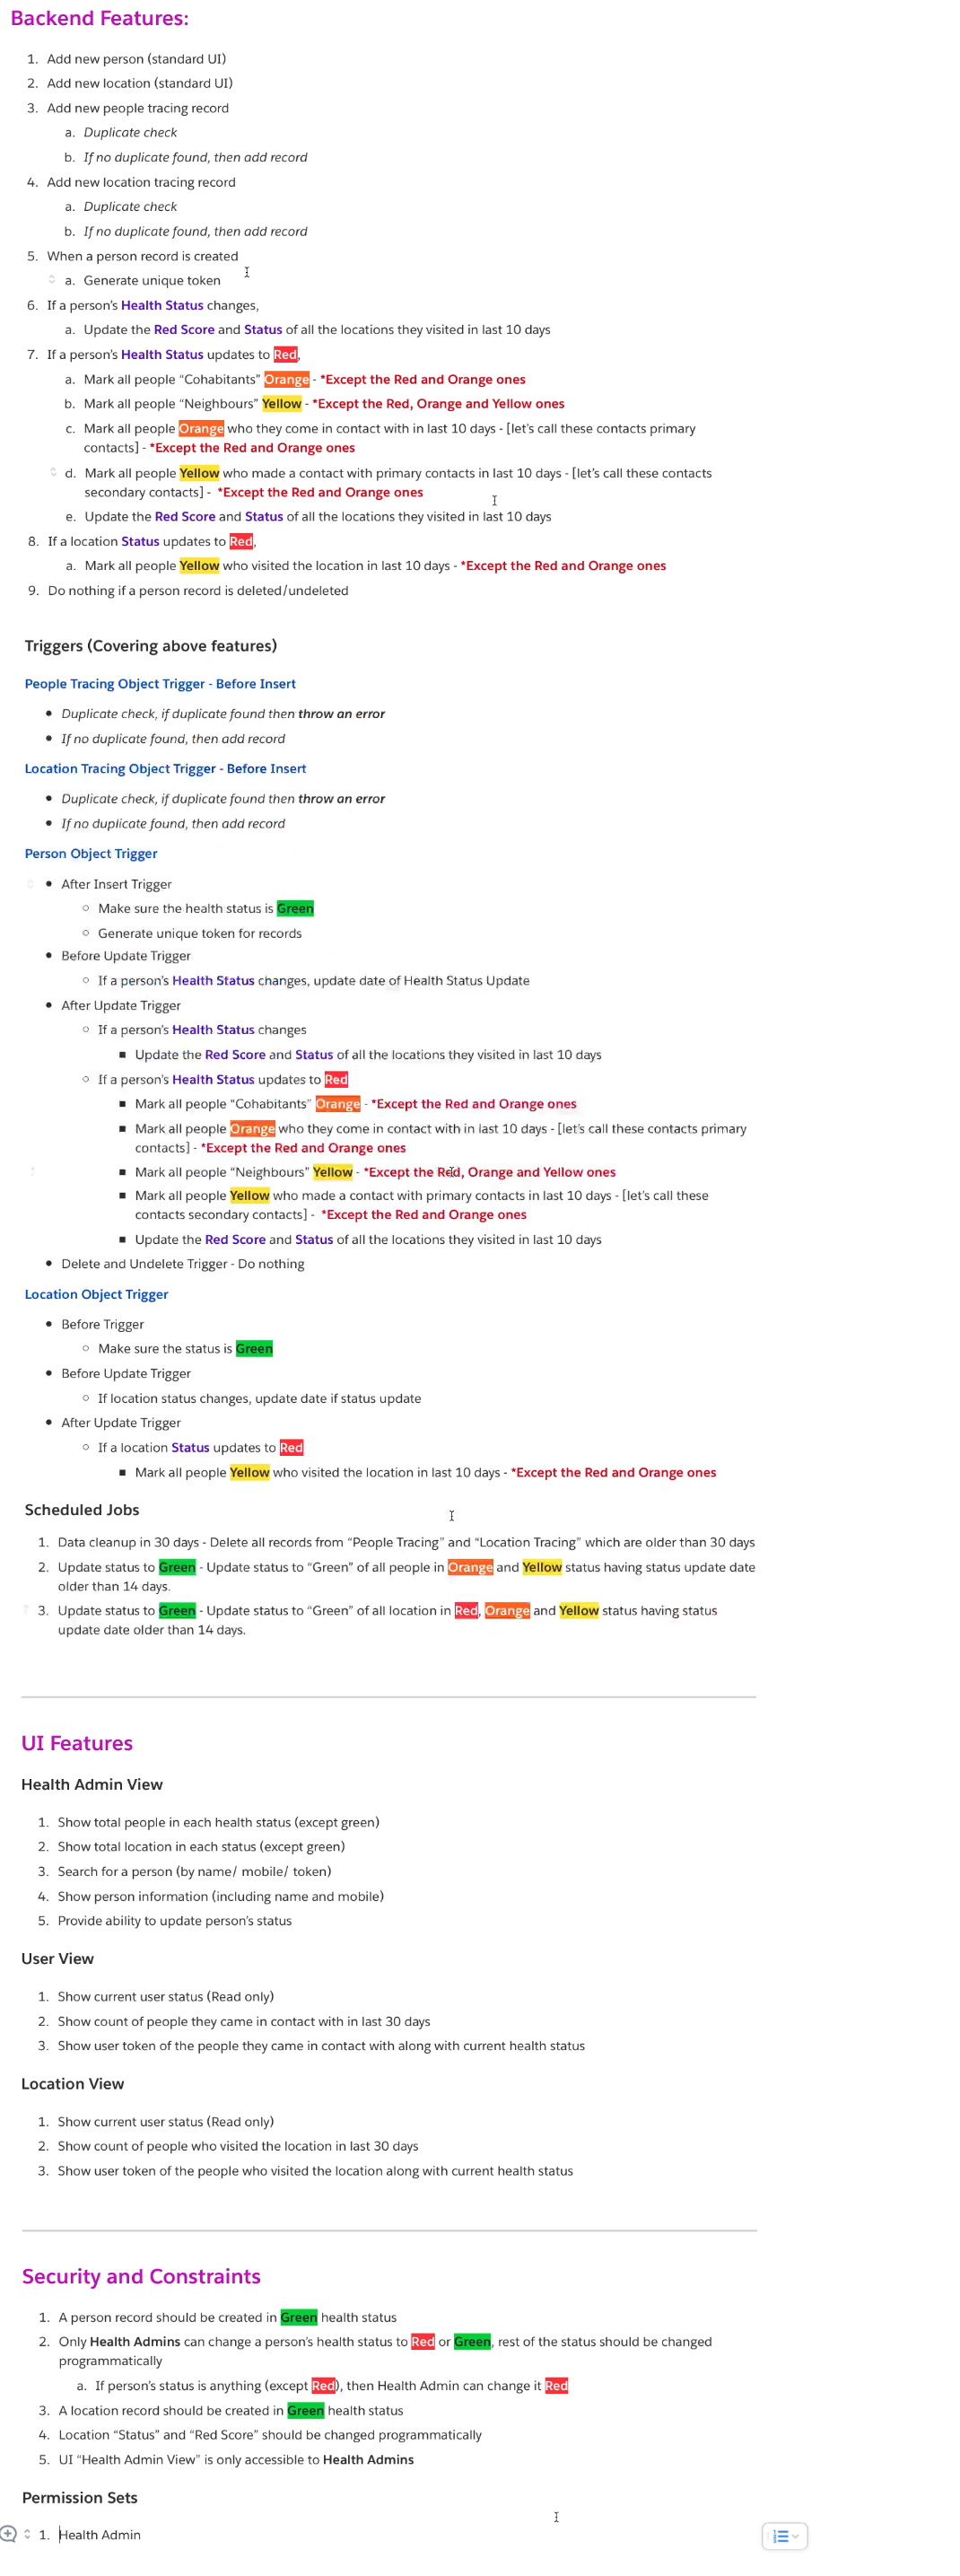 Backend Features:
1. Add new person (standard UI)
2. Add new location (standard UI)
3. Add new people tracing record
a. Duplicate check
b. If no duplicate found, then add record
4. Add new location tracing record
a. Duplicate check
b. If no duplicate found, then add record
5. When a person record is created
a. Generate unique token
6. If a person's Health Status changes,
a. Update the Red Score and Status of all the locations they visited in last 10 days
7. If a person's Health Status updates to Red,
a. Mark all people “Cohabitants” Orange - *Except the Red and Orange ones
b. Mark all people “Neighbours” Yellow - *Except the Red, Orange and Yellow ones
c. Mark all people Orange who they come in contact with in last 10 days - [let's call these contacts primary
contacts] - *Except the Red and Orange ones
d. Mark all people Yellow who made a contact with primary contacts in last 10 days - [let's call these contacts
secondary contacts] - *Except the Red and Orange ones
e. Update the Red Score and Status of all the locations they visited in last 10 days
8. If a location Status updates to Red,
a. Mark all people Yellow who visited the location in last 10 days - *Except the Red and Orange ones
9. Do nothing if a person record is deleted/undeleted
Triggers (Covering above features)
People Tracing Object Trigger - Before Insert
• Duplicate check, if duplicate found then throw an error
• If no duplicate found, then add record
Location Tracing Object Trigger - Before Insert
• Duplicate check, if duplicate found then throw an error
• If no duplicate found, then add record
Person Object Trigger
• After Insert Trigger
○ Make sure the health status is Green
○ Generate unique token for records
• Before Update Trigger
○ If a person's Health Status changes, update date of Health Status Update
• After Update Trigger
○ If a person's Health Status changes
■ Update the Red Score and Status of all the locations they visited in last 10 days
○ If a person's Health Status updates to Red
■ Mark all people “Cohabitants” Orange - *Except the Red and Orange ones
■ Mark all people Orange who they come in contact with in last 10 days - [let's call these contacts primary
contacts] - *Except the Red and Orange ones
■ Mark all people “Neighbours” Yellow - *Except the Red, Orange and Yellow ones
■ Mark all people Yellow who made a contact with primary contacts in last 10 days - [let's call these
contacts secondary contacts] - *Except the Red and Orange ones
■ Update the Red Score and Status of all the locations they visited in last 10 days
• Delete and Undelete Trigger - Do nothing
Location Object Trigger
• Before Trigger
○ Make sure the status is Green
• Before Update Trigger
○ If location status changes, update date if status update
• After Update Trigger
○ If a location Status updates to Red
■ Mark all people Yellow who visited the location in last 10 days - *Except the Red and Orange ones
Scheduled Jobs
1. Data cleanup in 30 days - Delete all records from “People Tracing” and “Location Tracing” which are older than 30 days
2. Update status to Green - Update status to “Green” of all people in Orange and Yellow status having status update date
older than 14 days.
3. Update status to Green - Update status to “Green” of all location in Red, Orange and Yellow status having status
update date older than 14 days.
UI Features
Health Admin View
1. Show total people in each health status (except green)
2. Show total location in each status (except green)
3. Search for a person (by name/ mobile/ token)
4. Show person information (including name and mobile)
5. Provide ability to update person's status
User View
1. Show current user status (Read only)
2. Show count of people they came in contact with in last 30 days
3. Show user token of the people they came in contact with along with current health status
Location View
1. Show current user status (Read only)
2. Show count of people who visited the location in last 30 days
3. Show user token of the people who visited the location along with current health status
Security and Constraints
1. A person record should be created in Green health status
2. Only Health Admins can change a person's health status to Red or Green, rest of the status should be changed
programmatically
a. If person's status is anything (except Red), then Health Admin can change it Red
3. A location record should be created in Green health status
4. Location “Status” and “Red Score” should be changed programmatically
5. UI “Health Admin View” is only accessible to Health Admins
Permission Sets
1. Health Admin